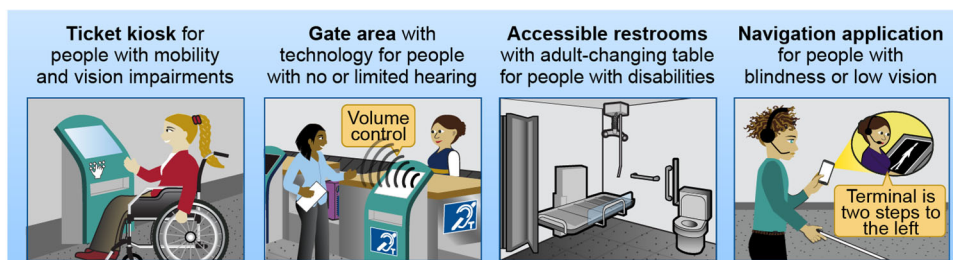 Ticket kiosk for
people with mobility
and vision impairments
Gate area with
technology for people
with no or limited hearing
Volume
control
T
Accessible restrooms
with adult-changing table
for people with disabilities
Navigation application
for people with
blindness or low vision
Terminal is
two steps to
the left